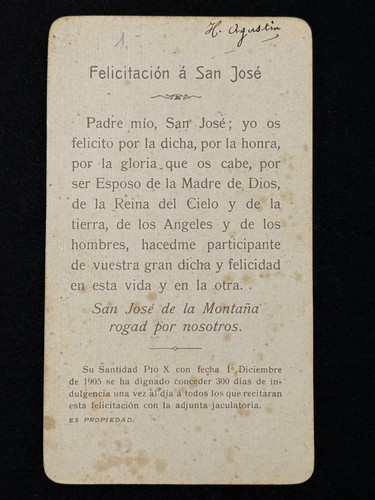 1.
H. Agustin
Felicitación á San José
Padre mío, San José; yo os
felicito por la dicha, por la honra,
por la gloria que os cabe, por
ser Esposo de la Madre de Dios,
de la Reina del Cielo y de la
tierra, de los Angeles y de los
hombres, hacedme participante
de vuestra gran dicha y felicidad
en esta vida y en la otra.
San José de la Montaña
rogad por nosotros.
Su Santidad Pío X con fecha 1º Diciembre
de 1905 se ha dignado conceder 300 días de in-
dulgencia una vez al día á todos los que recitaran
esta felicitación con la adjunta jaculatoria.
ES PROPIEDAD.